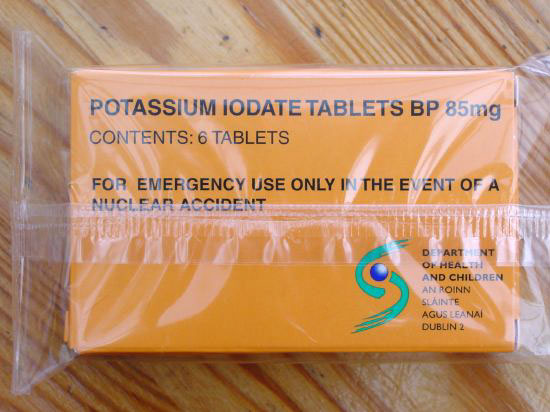 POTASSIUM IODATE TABLETS BP 85mg
CONTENTS: 6 TABLETS
FOR EMERGENCY USE ONLY IN THE EVENT OF A
NUCLEAR ACCIDENT
DEPARTMENT
OF HEALTH
AND CHILDREN
AN ROINN
SLÁINTE
AGUS LEANAÍ
DUBLIN 2